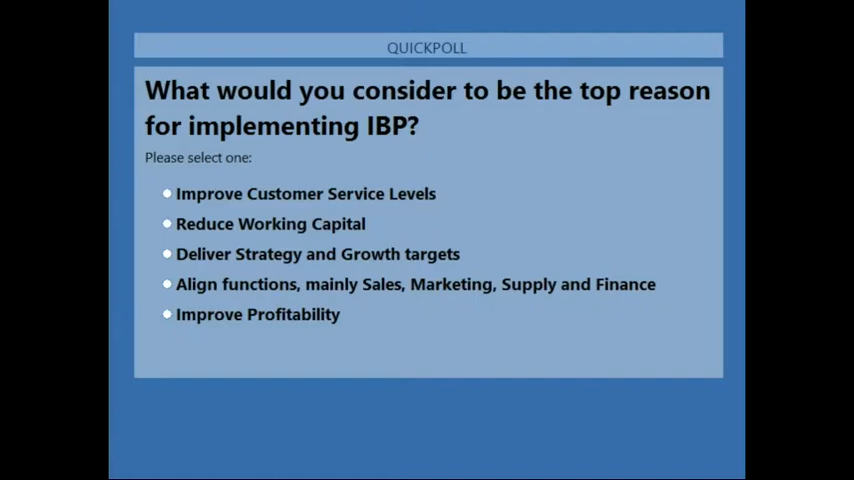 QUICKPOLL
What would you consider to be the top reason
for implementing IBP?
Please select one:
Improve Customer Service Levels
Reduce Working Capital
Deliver Strategy and Growth targets
Align functions, mainly Sales, Marketing, Supply and Finance
Improve Profitability